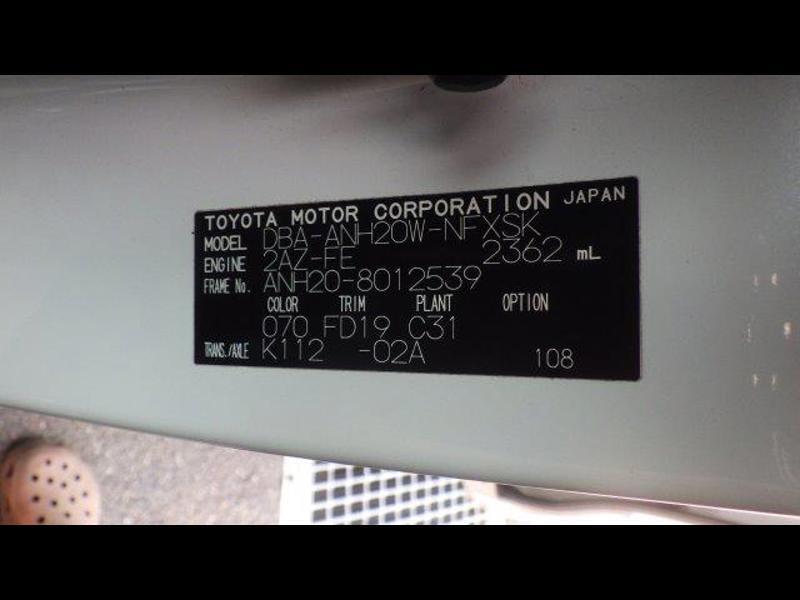 TOYOTA MOTOR CORPORATION JAPAN
MODEL DBA-ANH20W-NFXSK
ENGINE 2AZ-FE 2362 mL
FRAME No. ANH20-8012539
COLOR TRIM PLANT OPTION
070 FD19 C31
TRANS./AXLE K112 -02A 108